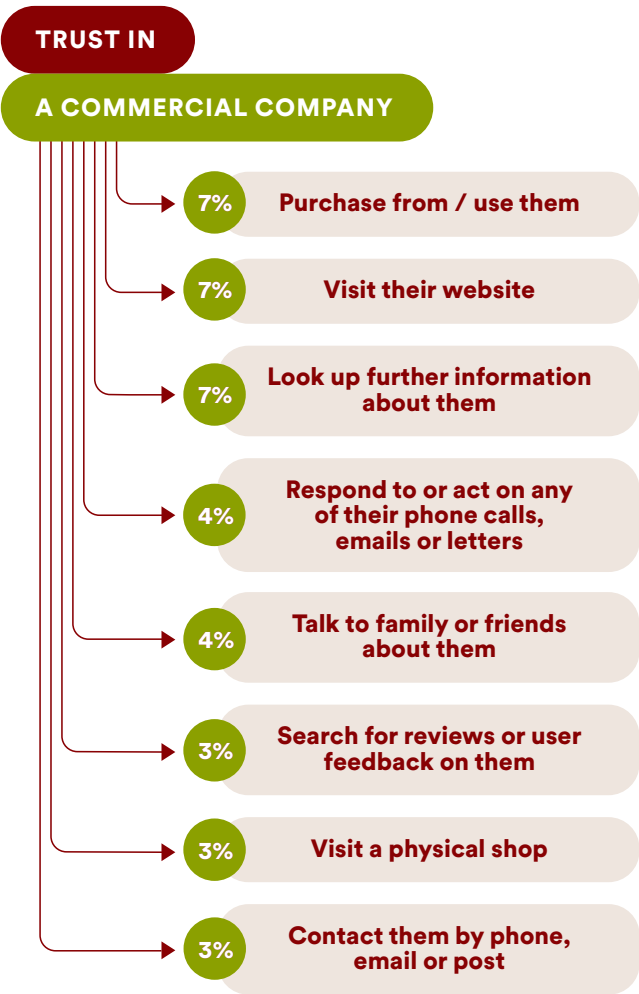 TRUST IN
A COMMERCIAL COMPANY
7%
Purchase from / use them
7%
Visit their website
7%
Look up further information
about them
4%
Respond to or act on any
of their phone calls,
emails or letters
4%
Talk to family or friends
about them
3%
Search for reviews or user
feedback on them
3%
Visit a physical shop
3%
Contact them by phone,
email or post